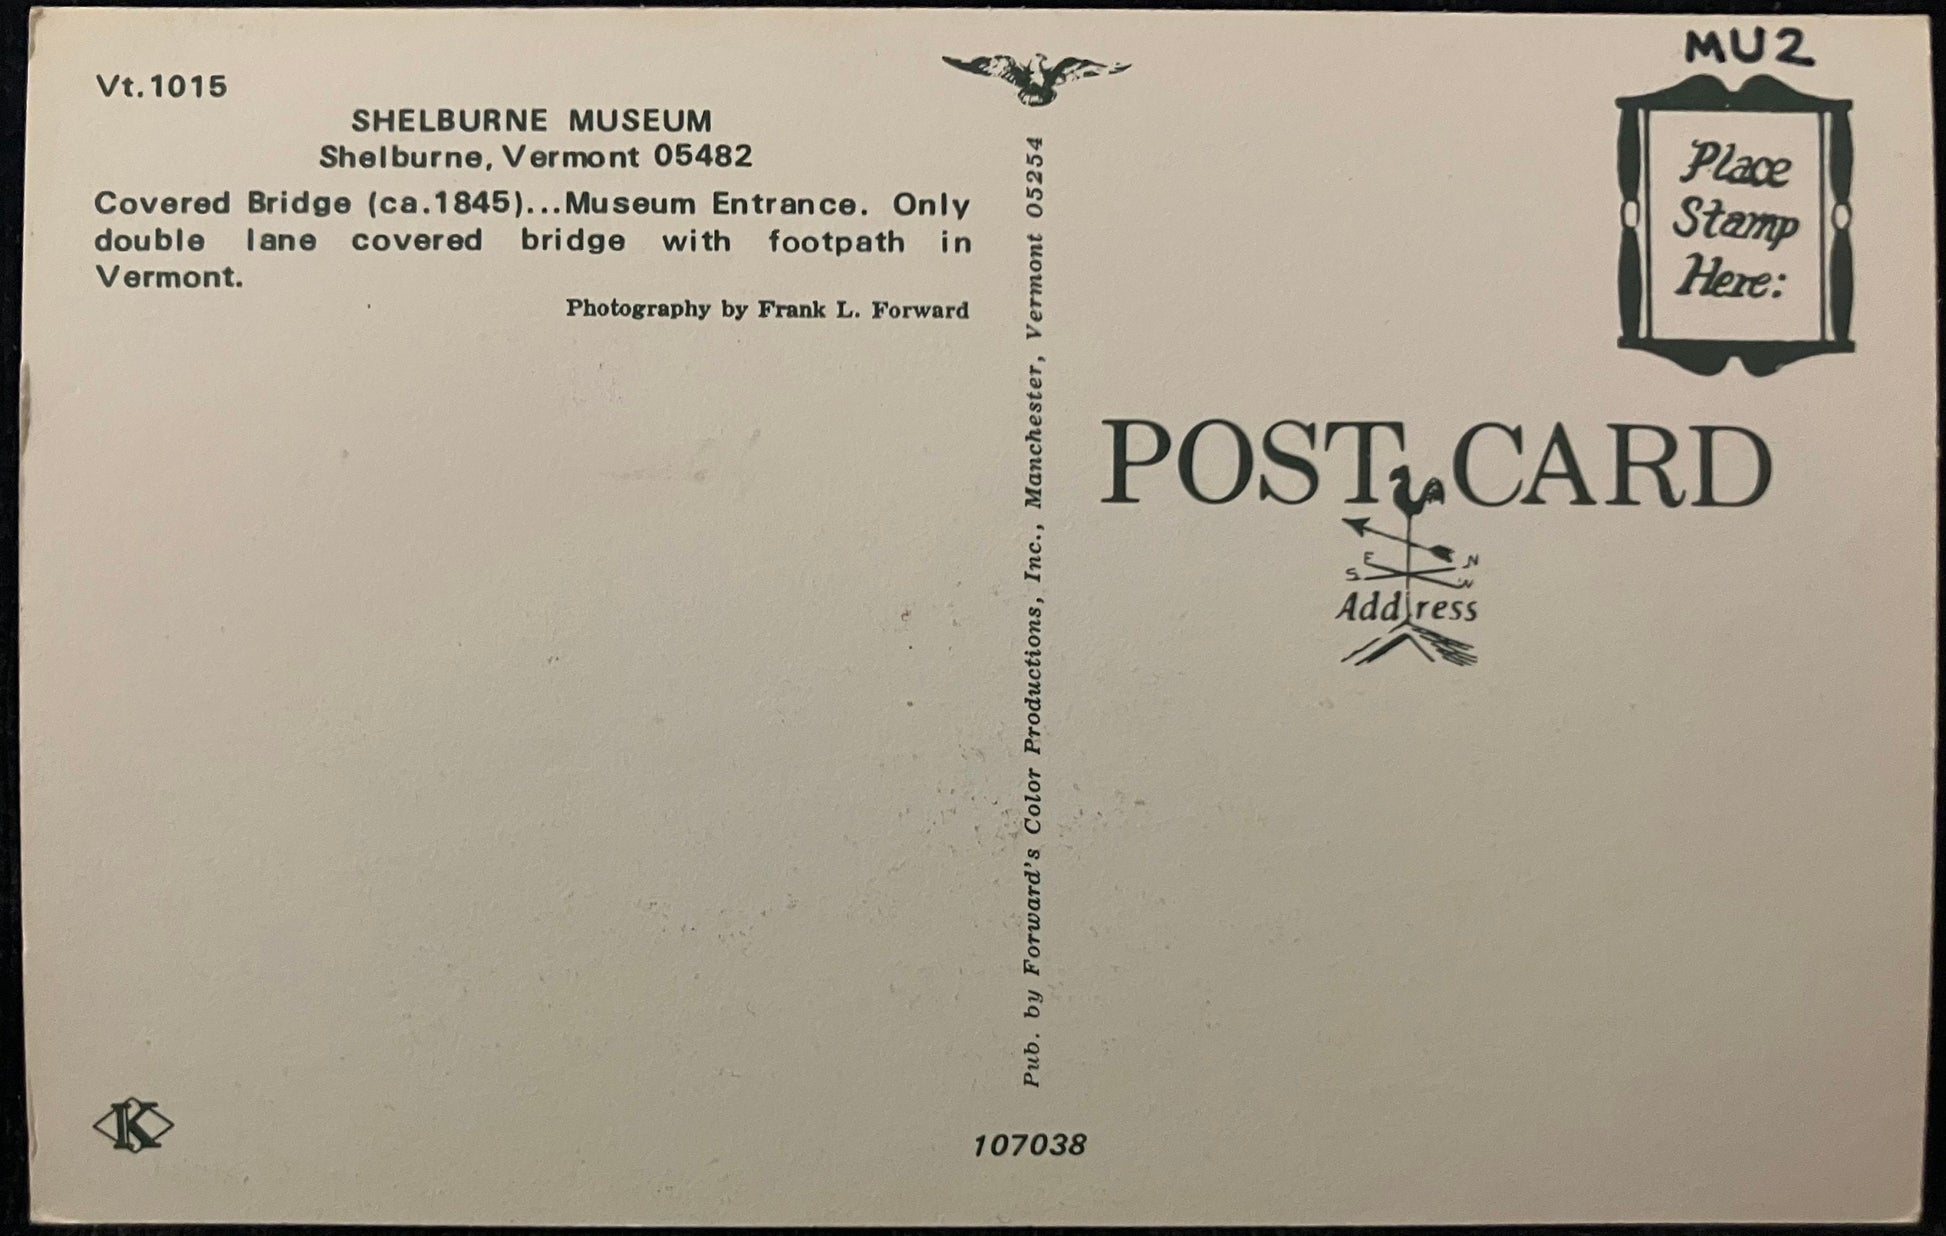 Vt.1015
SHELBURNE MUSEUM
Shelburne, Vermont 05482
Covered Bridge (ca.1845)...Museum Entrance. Only
double lane covered bridge with footpath in
Vermont.
Photography by Frank L. Forward
K
Pub. by Forward's Color Productions, Inc., Manchester, Vermont 05254
107038
MU2
Place
Stamp
Here:
POST CARD
E N
S W
Address